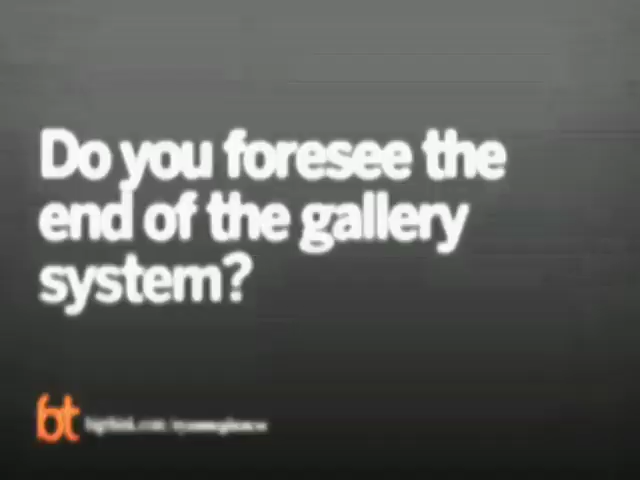 Do you foresee the
end of the gallery
system?
bt